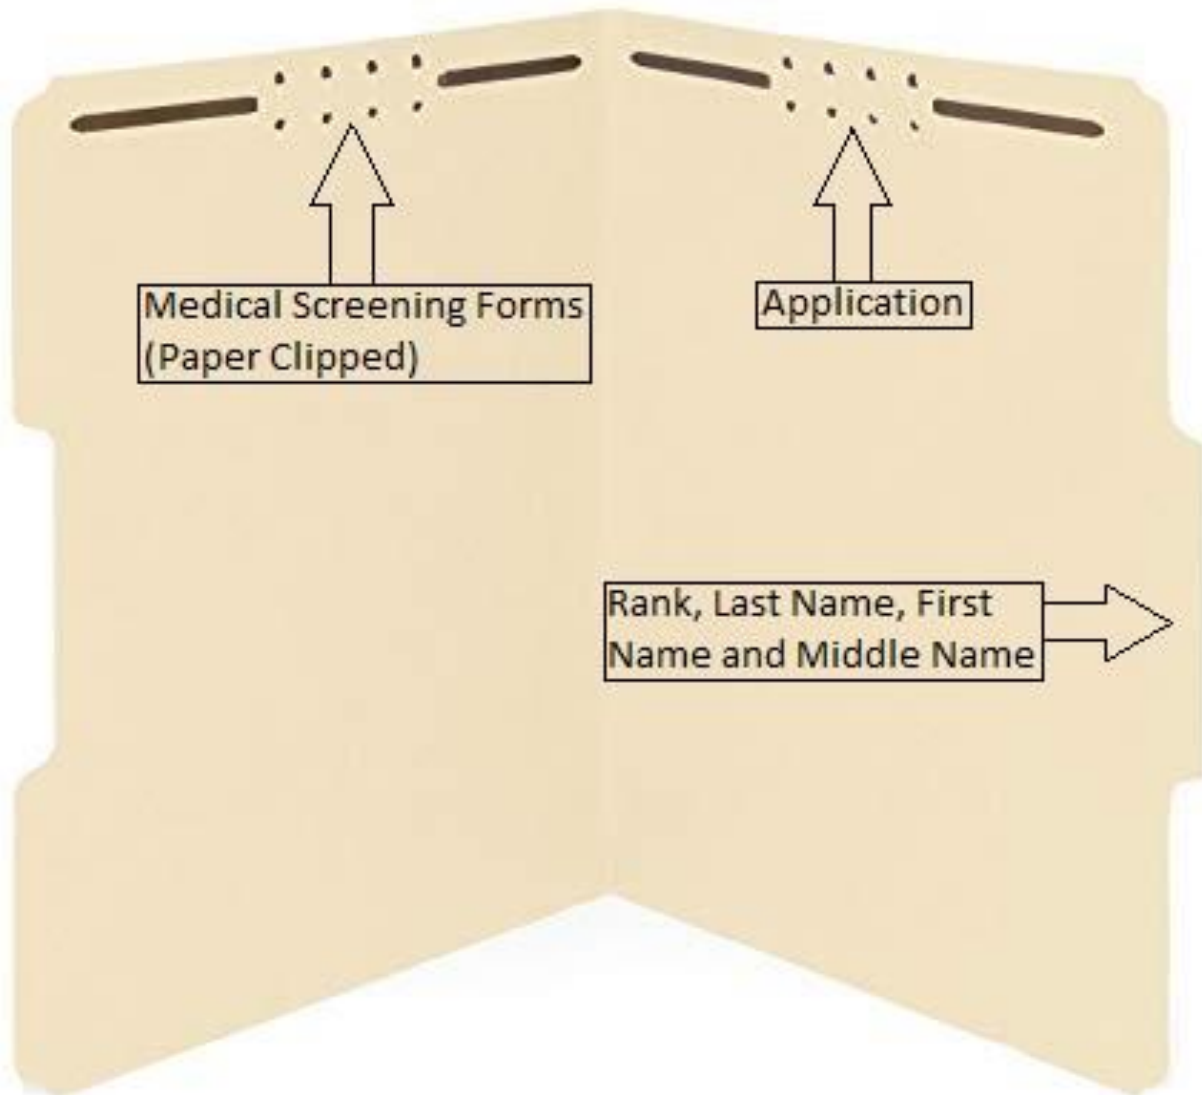 Medical Screening Forms
(Paper Clipped)
Application
Rank, Last Name, First
Name and Middle Name